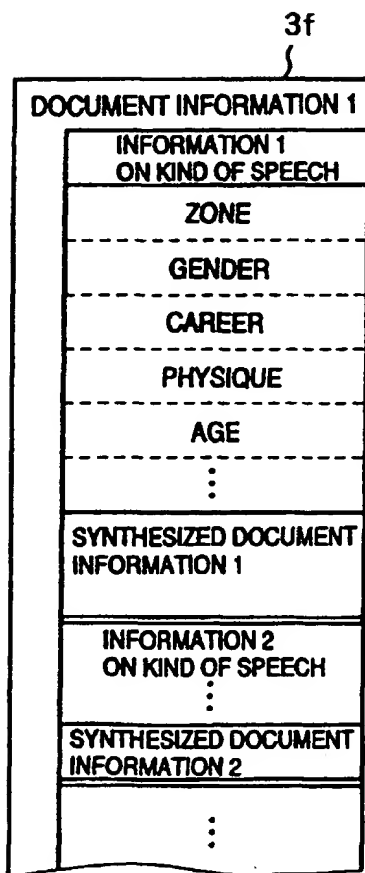 3f
DOCUMENT INFORMATION 1
INFORMATION 1
ON KIND OF SPEECH
ZONE
GENDER
CAREER
PHYSIQUE
AGE
⋮
SYNTHESIZED DOCUMENT
INFORMATION 1
INFORMATION 2
ON KIND OF SPEECH
⋮
SYNTHESIZED DOCUMENT
INFORMATION 2
⋮